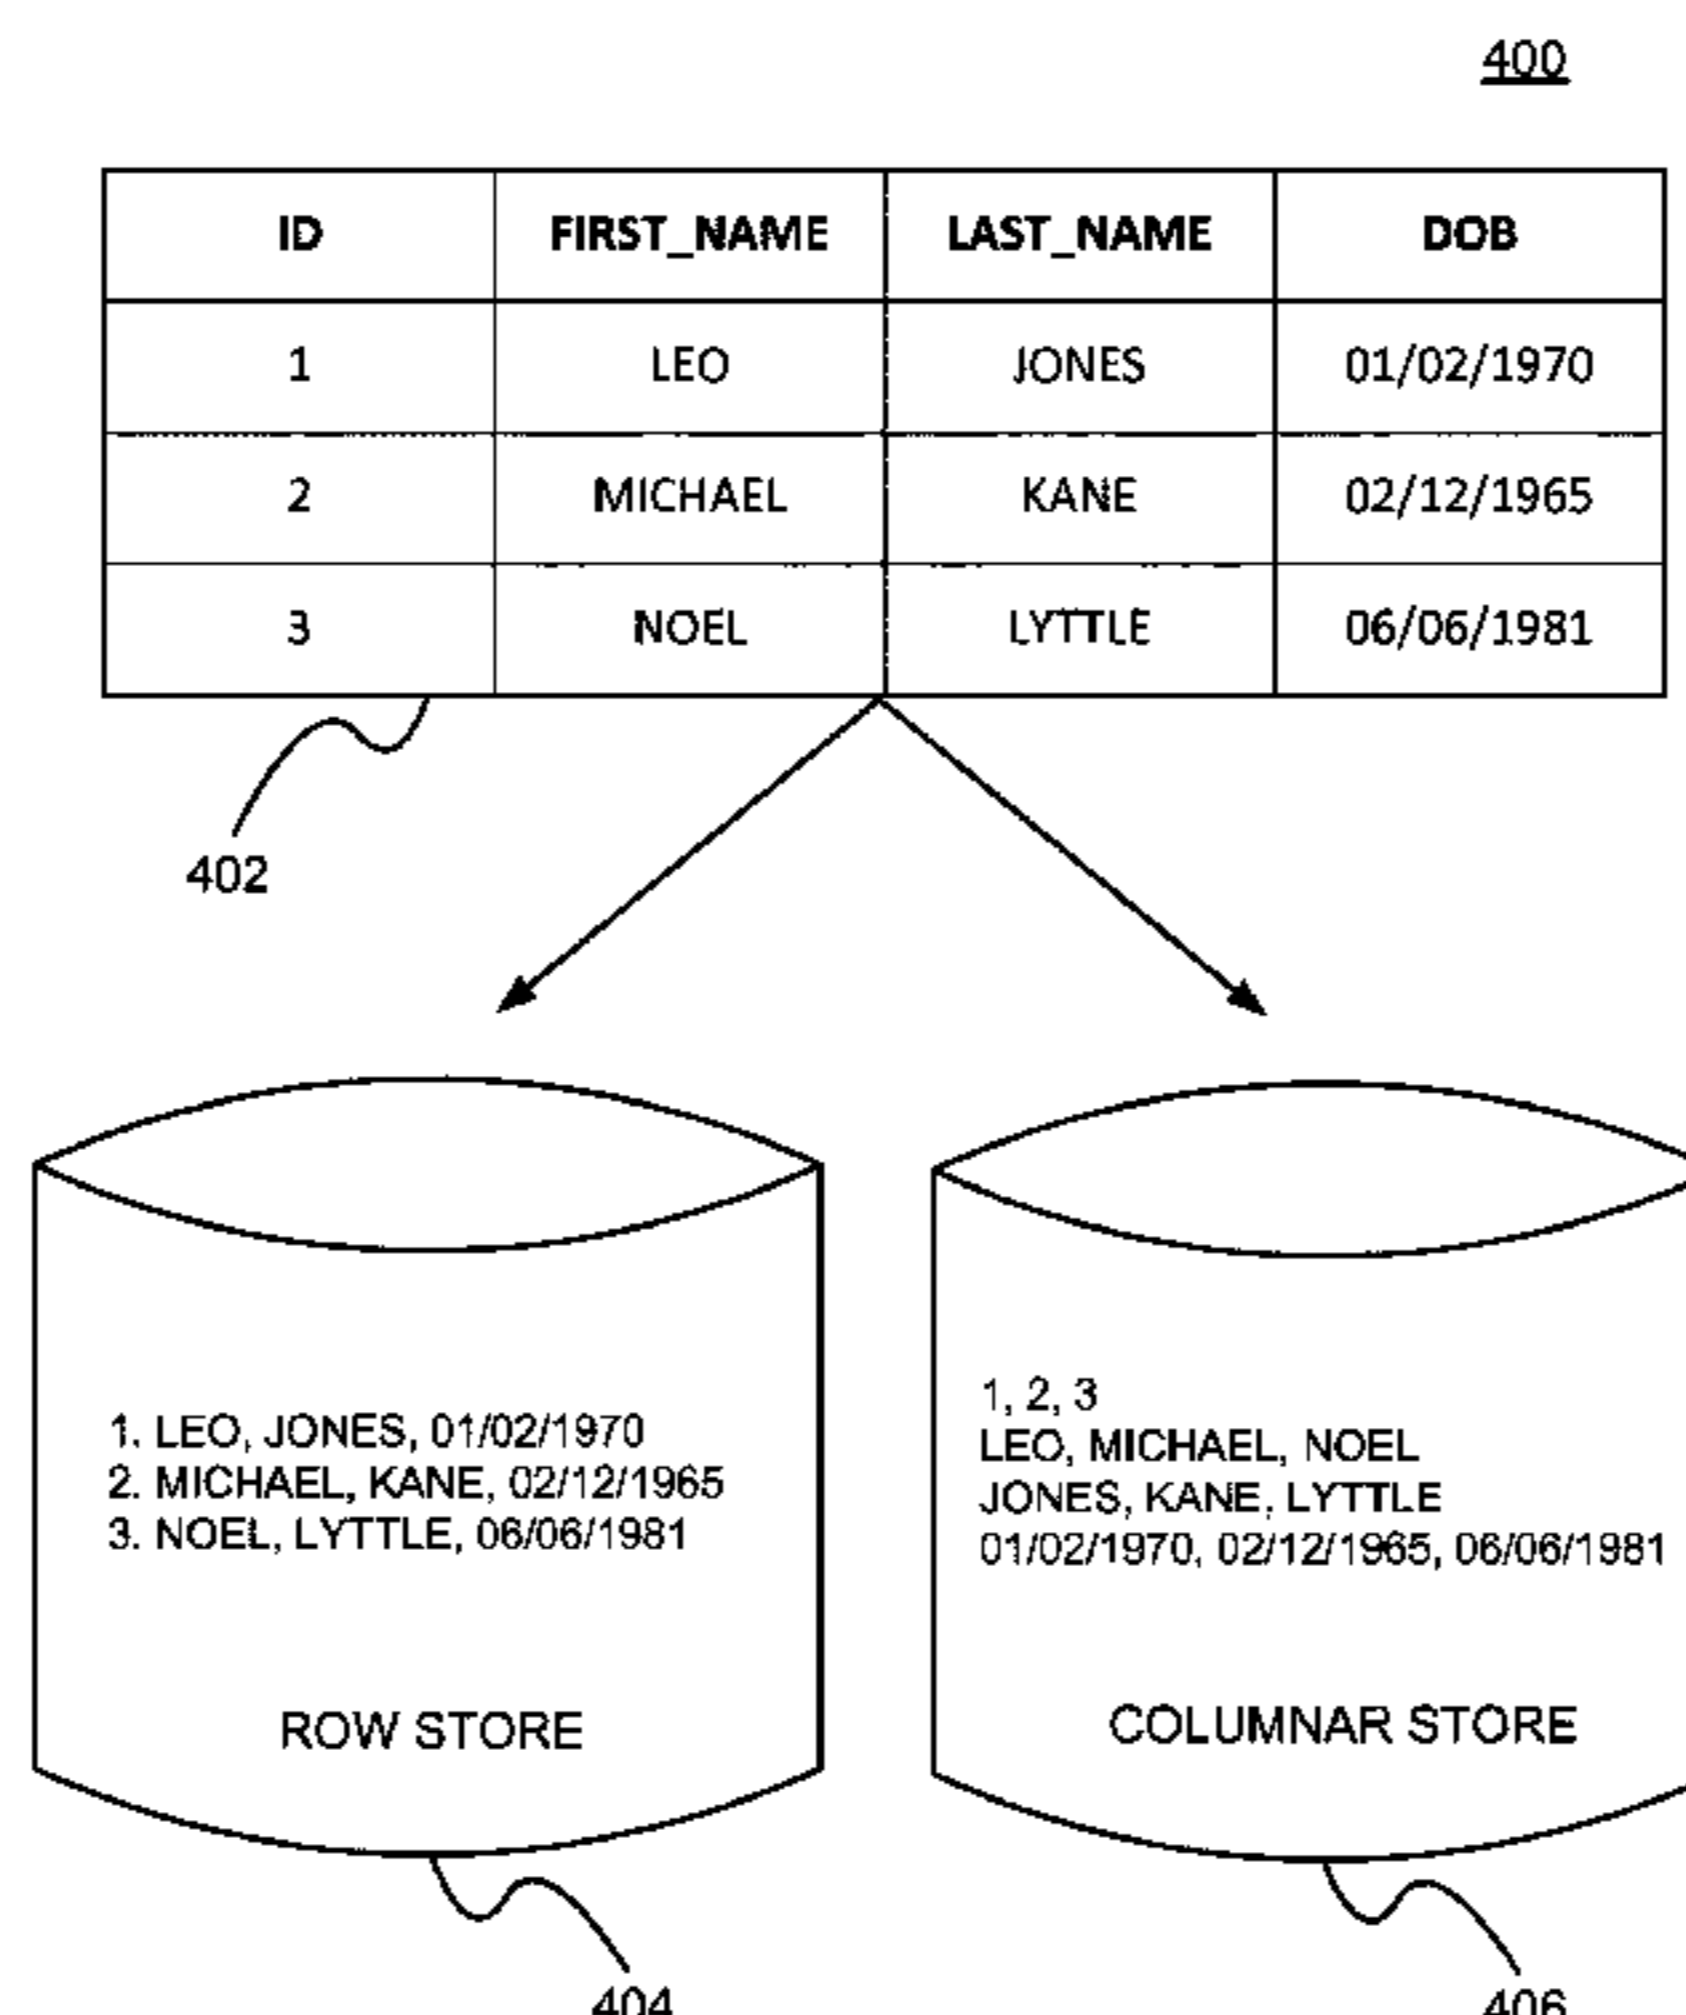 400
ID FIRST_NAME LAST_NAME DOB
1 LEO JONES 01/02/1970
2 MICHAEL KANE 02/12/1965
3 NOEL LYTTLE 06/06/1981
402
1. LEO, JONES, 01/02/1970
2. MICHAEL, KANE, 02/12/1965
3. NOEL, LYTTLE, 06/06/1981
ROW STORE
1, 2, 3
LEO, MICHAEL, NOEL
JONES, KANE, LYTTLE
01/02/1970, 02/12/1965, 06/06/1981
COLUMNAR STORE
404
406